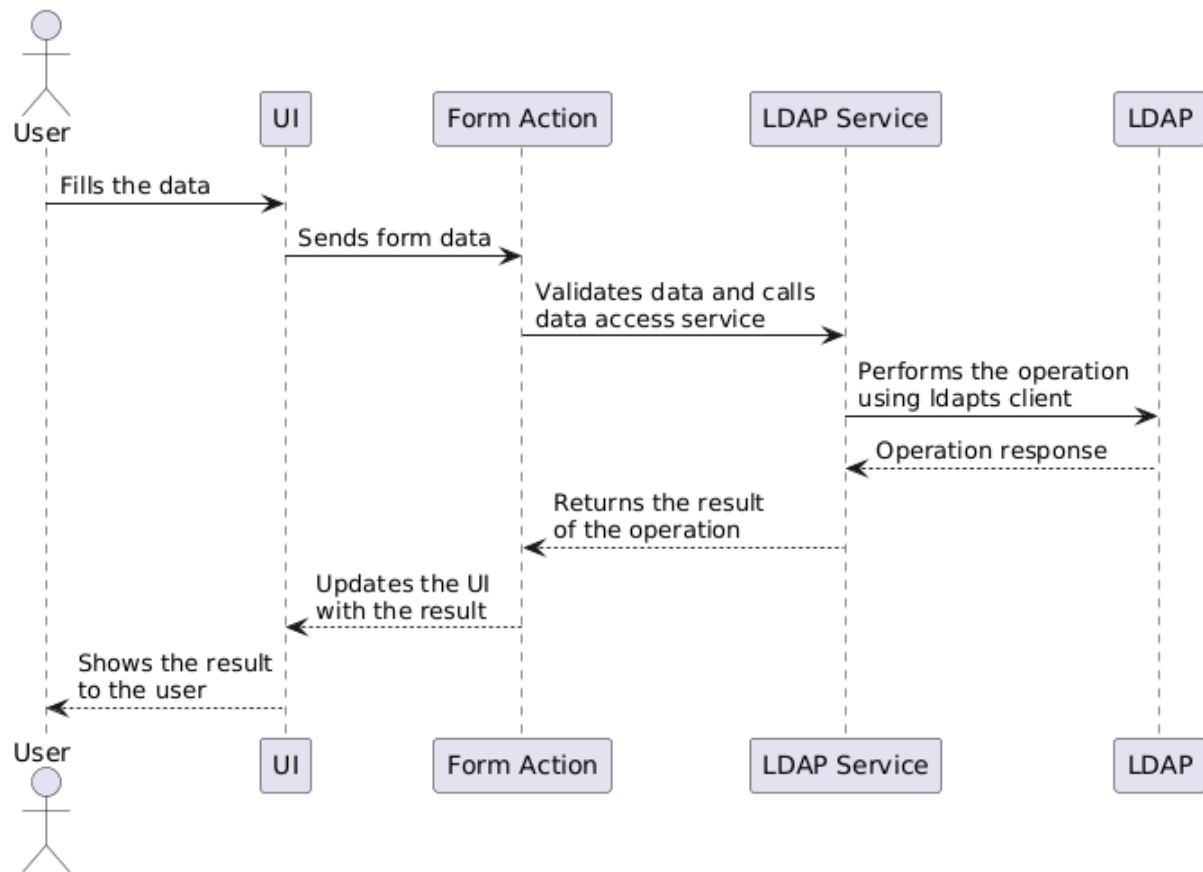 User
UI
Form Action
LDAP Service
LDAP
Fills the data
Sends form data
Validates data and calls
data access service
Performs the operation
using ldapts client
Operation response
Returns the result
of the operation
Updates the UI
with the result
Shows the result
to the user
User
UI
Form Action
LDAP Service
LDAP